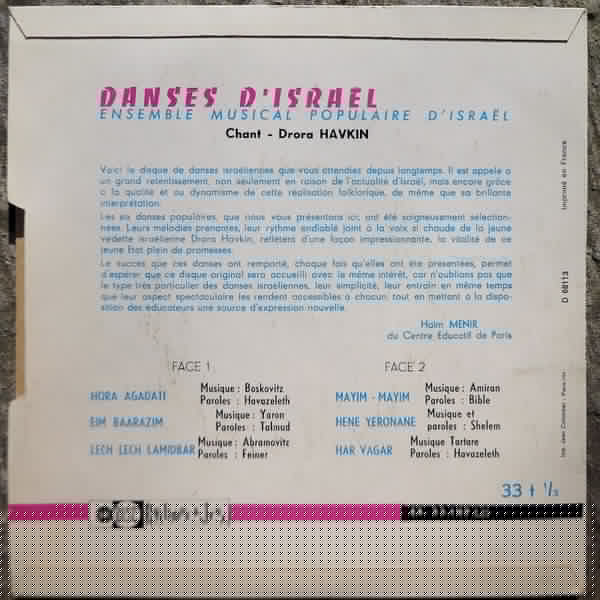 DANSES D'ISRAËL
ENSEMBLE MUSICAL POPULAIRE D'ISRAËL
Chant - Drora HAVKIN
Voici le disque de danses israéliennes que vous attendiez depuis longtemps. Il est appelé à
un grand retentissement, non seulement en raison de l'actualité d'Israël, mais encore grâce
à la qualité et au dynamisme de cette réalisation folklorique, de même que sa brillante
interprétation.
Les six danses populaires, que nous vous présentons ici, ont été soigneusement sélection-
nées. Leurs mélodies prenantes, leur rythme endiablé joint à la voix si chaude de la jeune
vedette israélienne Drora Havkin, reflètent d'une façon impressionnante, la vitalité de ce
jeune Etat plein de promesses.
Le succès que ces danses ont remporté, chaque fois qu'elles ont été présentées, permet
d'espérer que ce disque original sera accueilli avec le même intérêt, car n'oublions pas que
le type très particulier des danses israéliennes, leur simplicité, leur entrain en même temps
que leur aspect spectaculaire les rendent accessibles à chacun, tout en mettant à la dispo-
sition des éducateurs une source d'expression nouvelle.
Haïm MENIR
du Centre Educatif de Paris
FACE 1
HORA AGADATI Musique : Boskovitz
Paroles : Havazeleth
EIM BAARAZIM Musique : Yaron
Paroles : Talmud
LECH LECH LAMIDBAR Musique : Abramovitz
Paroles : Feiner
FACE 2
MAYIM - MAYIM Musique : Amiran
Paroles : Bible
HENE YERONANE Musique et
paroles : Shelem
HAR VAGAR Musique Tartare
Paroles : Havazeleth
33 t 1/3
Imprimé en France
D 68113